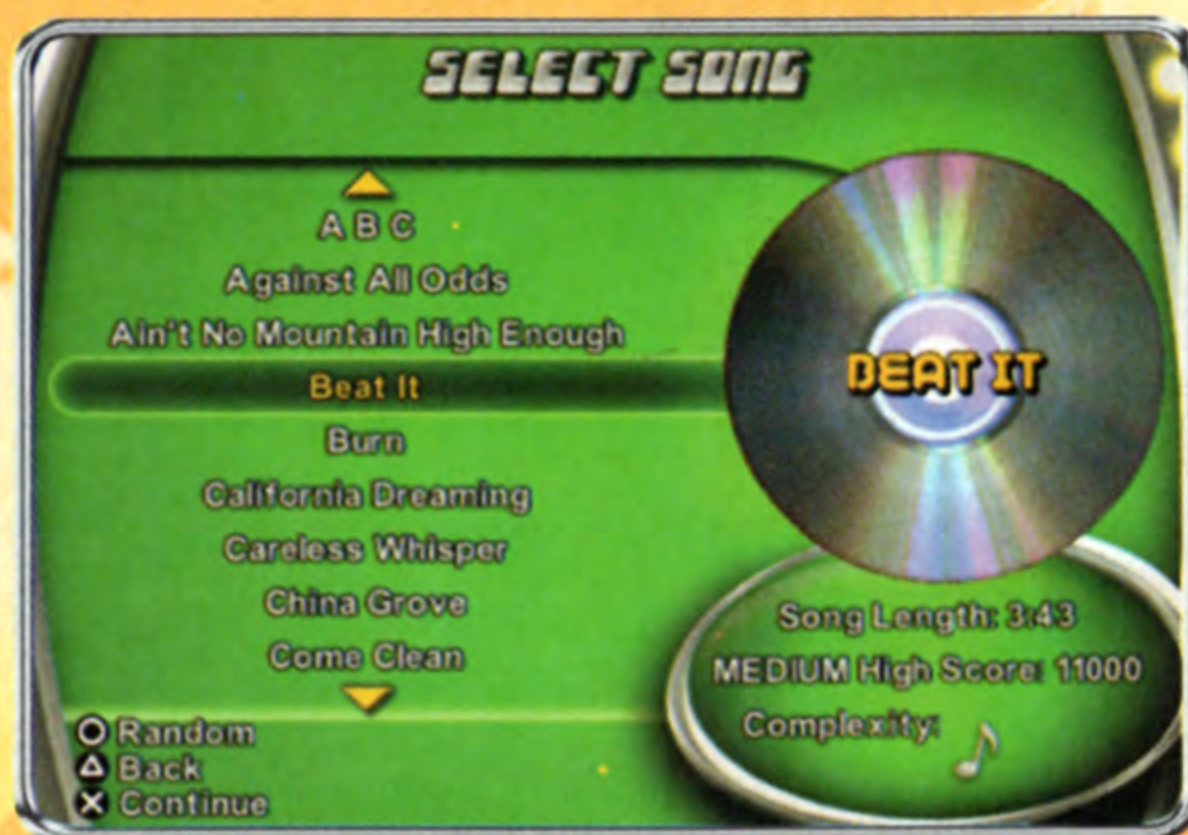 SELECT SONG
A B C
Against All Odds
Ain't No Mountain High Enough
Beat It
Burn
California Dreaming
Careless Whisper
China Grove
Come Clean
BEAT IT
Song Length: 3:43
MEDIUM High Score: 11000
Complexity:
Random
Back
Continue